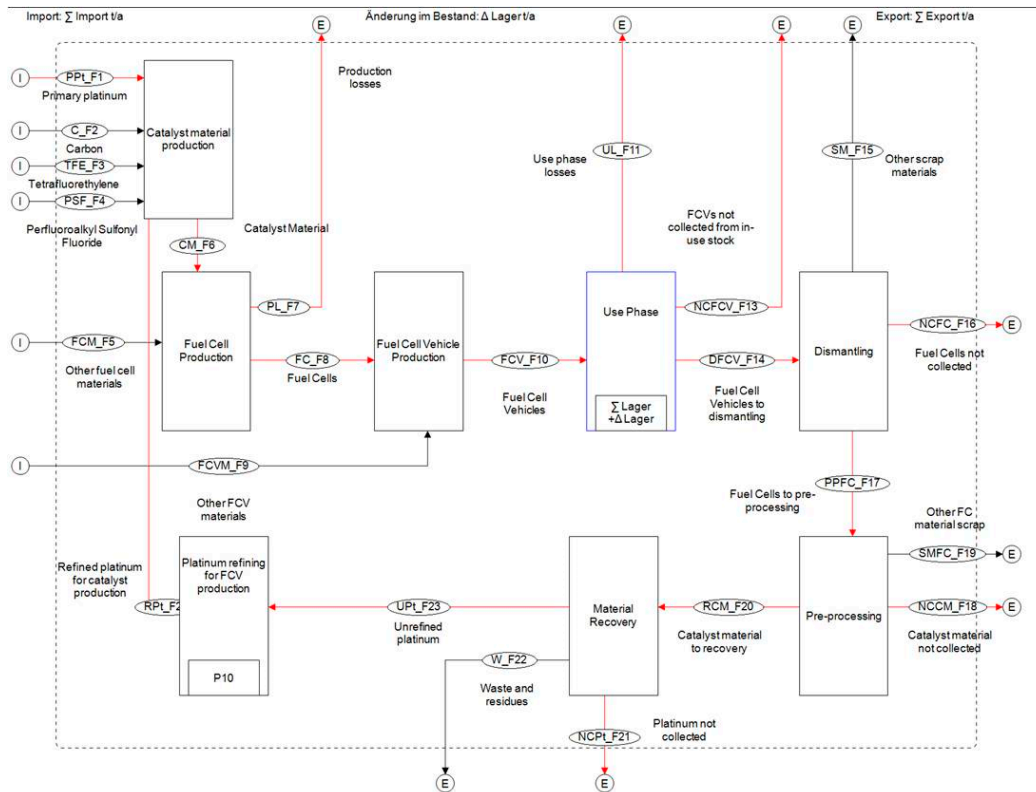 Import: ∑ Import t/a
Änderung im Bestand: Δ Lager t/a
Export: ∑ Export t/a
E
E
E
E
I
PPt_F1
Primary platinum
Production
losses
I
C_F2
Carbon
Catalyst material
production
I
TFE_F3
Tetrafluorethylene
Use phase
losses
UL_F11
SM_F15
Other scrap
materials
I
PSF_F4
Perfluoroalkyl Sulfonyl
Fluoride
CM_F6
Catalyst Material
FCVs not
collected from in-
use stock
PL_F7
Use Phase
NCFCV_F13
I
FCM_F5
Other fuel cell
materials
Fuel Cell
Production
FC_F8
Fuel Cells
Fuel Cell Vehicle
Production
FCV_F10
Fuel Cell
Vehicles
∑ Lager
+Δ Lager
DFCV_F14
Fuel Cell
Vehicles to
dismantling
Dismantling
NCFC_F16
E
Fuel Cells not
collected
I
FCVM_F9
Other FCV
materials
PPFC_F17
Fuel Cells to pre-
processing
Other FC
material scrap
SMFC_F19
E
Refined platinum
for catalyst
production
RPt_F2
Platinum refining
for FCV
production
P10
UPt_F23
Unrefined
platinum
Material
Recovery
RCM_F20
Catalyst material
to recovery
Pre-processing
NCCM_F18
E
Catalyst material
not collected
W_F22
Waste and
residues
Platinum not
collected
NCPt_F21
E
E